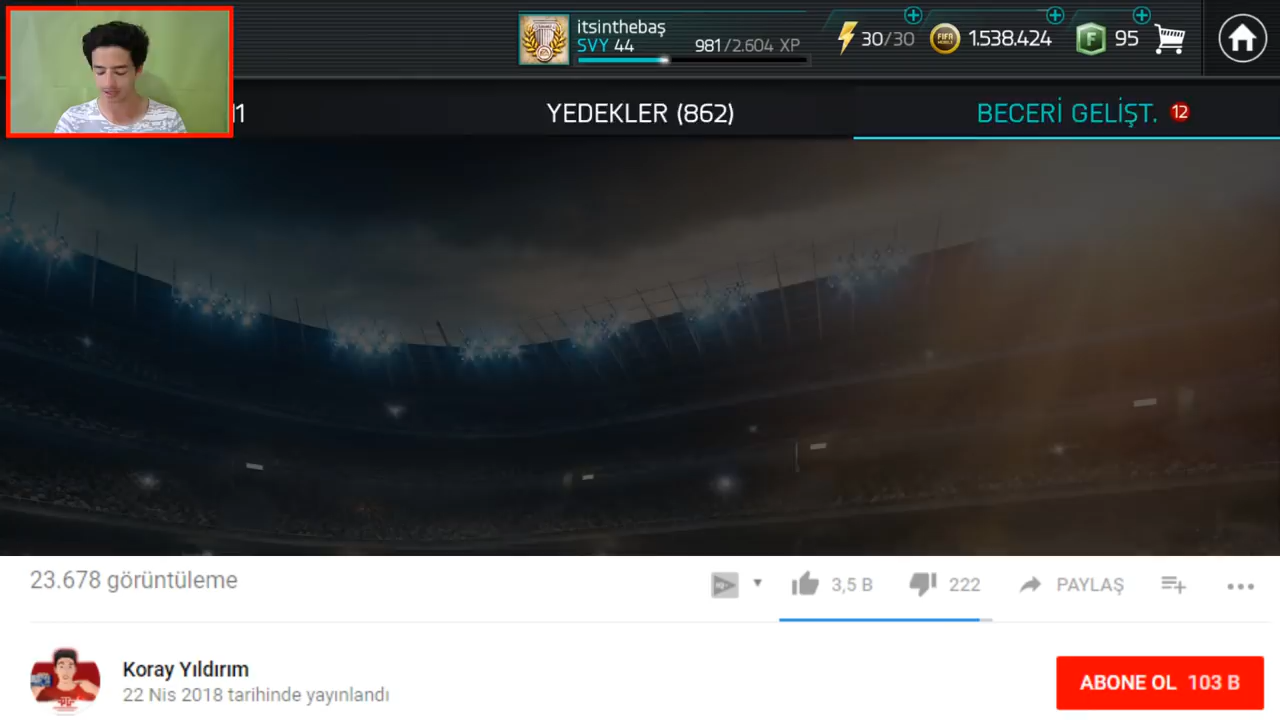 itsinthebaş
SVY 44
981/2.604 XP
30/30
1.538.424
95
YEDEKLER (862)
BECERİ GELİŞT. 12
23.678 görüntüleme
3,5 B
222
PAYLAŞ
Koray Yıldırım
22 Nis 2018 tarihinde yayınlandı
ABONE OL 103 B